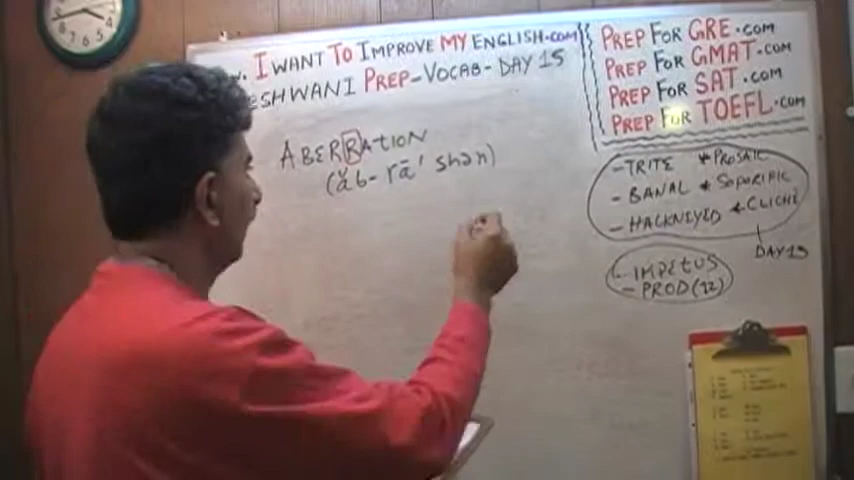 I WANT TO IMPROVE MY ENGLISH.COM
ESHWANI PREP-VOCAB-DAY 15
PREP FOR GRE.COM
PREP FOR GMAT.COM
PREP FOR SAT.COM
PREP FOR TOEFL.COM
ABERRATION
(ăb-rā' shən)
- TRITE * PROSAIC
- BANAL * SOPORIFIC
- HACKNEYED * CLICHÉ
DAY 15
- IMPETUS
- PROD (12)